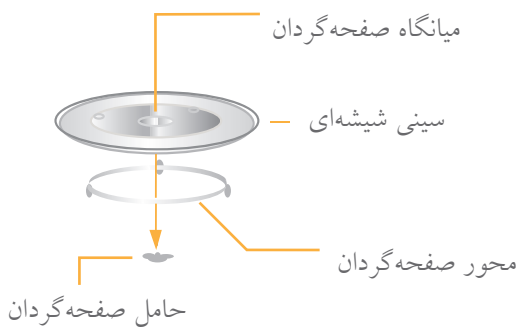 میانگاه صفحه‌گردان
سینی شیشه‌ای
محور صفحه‌گردان
حامل صفحه‌گردان